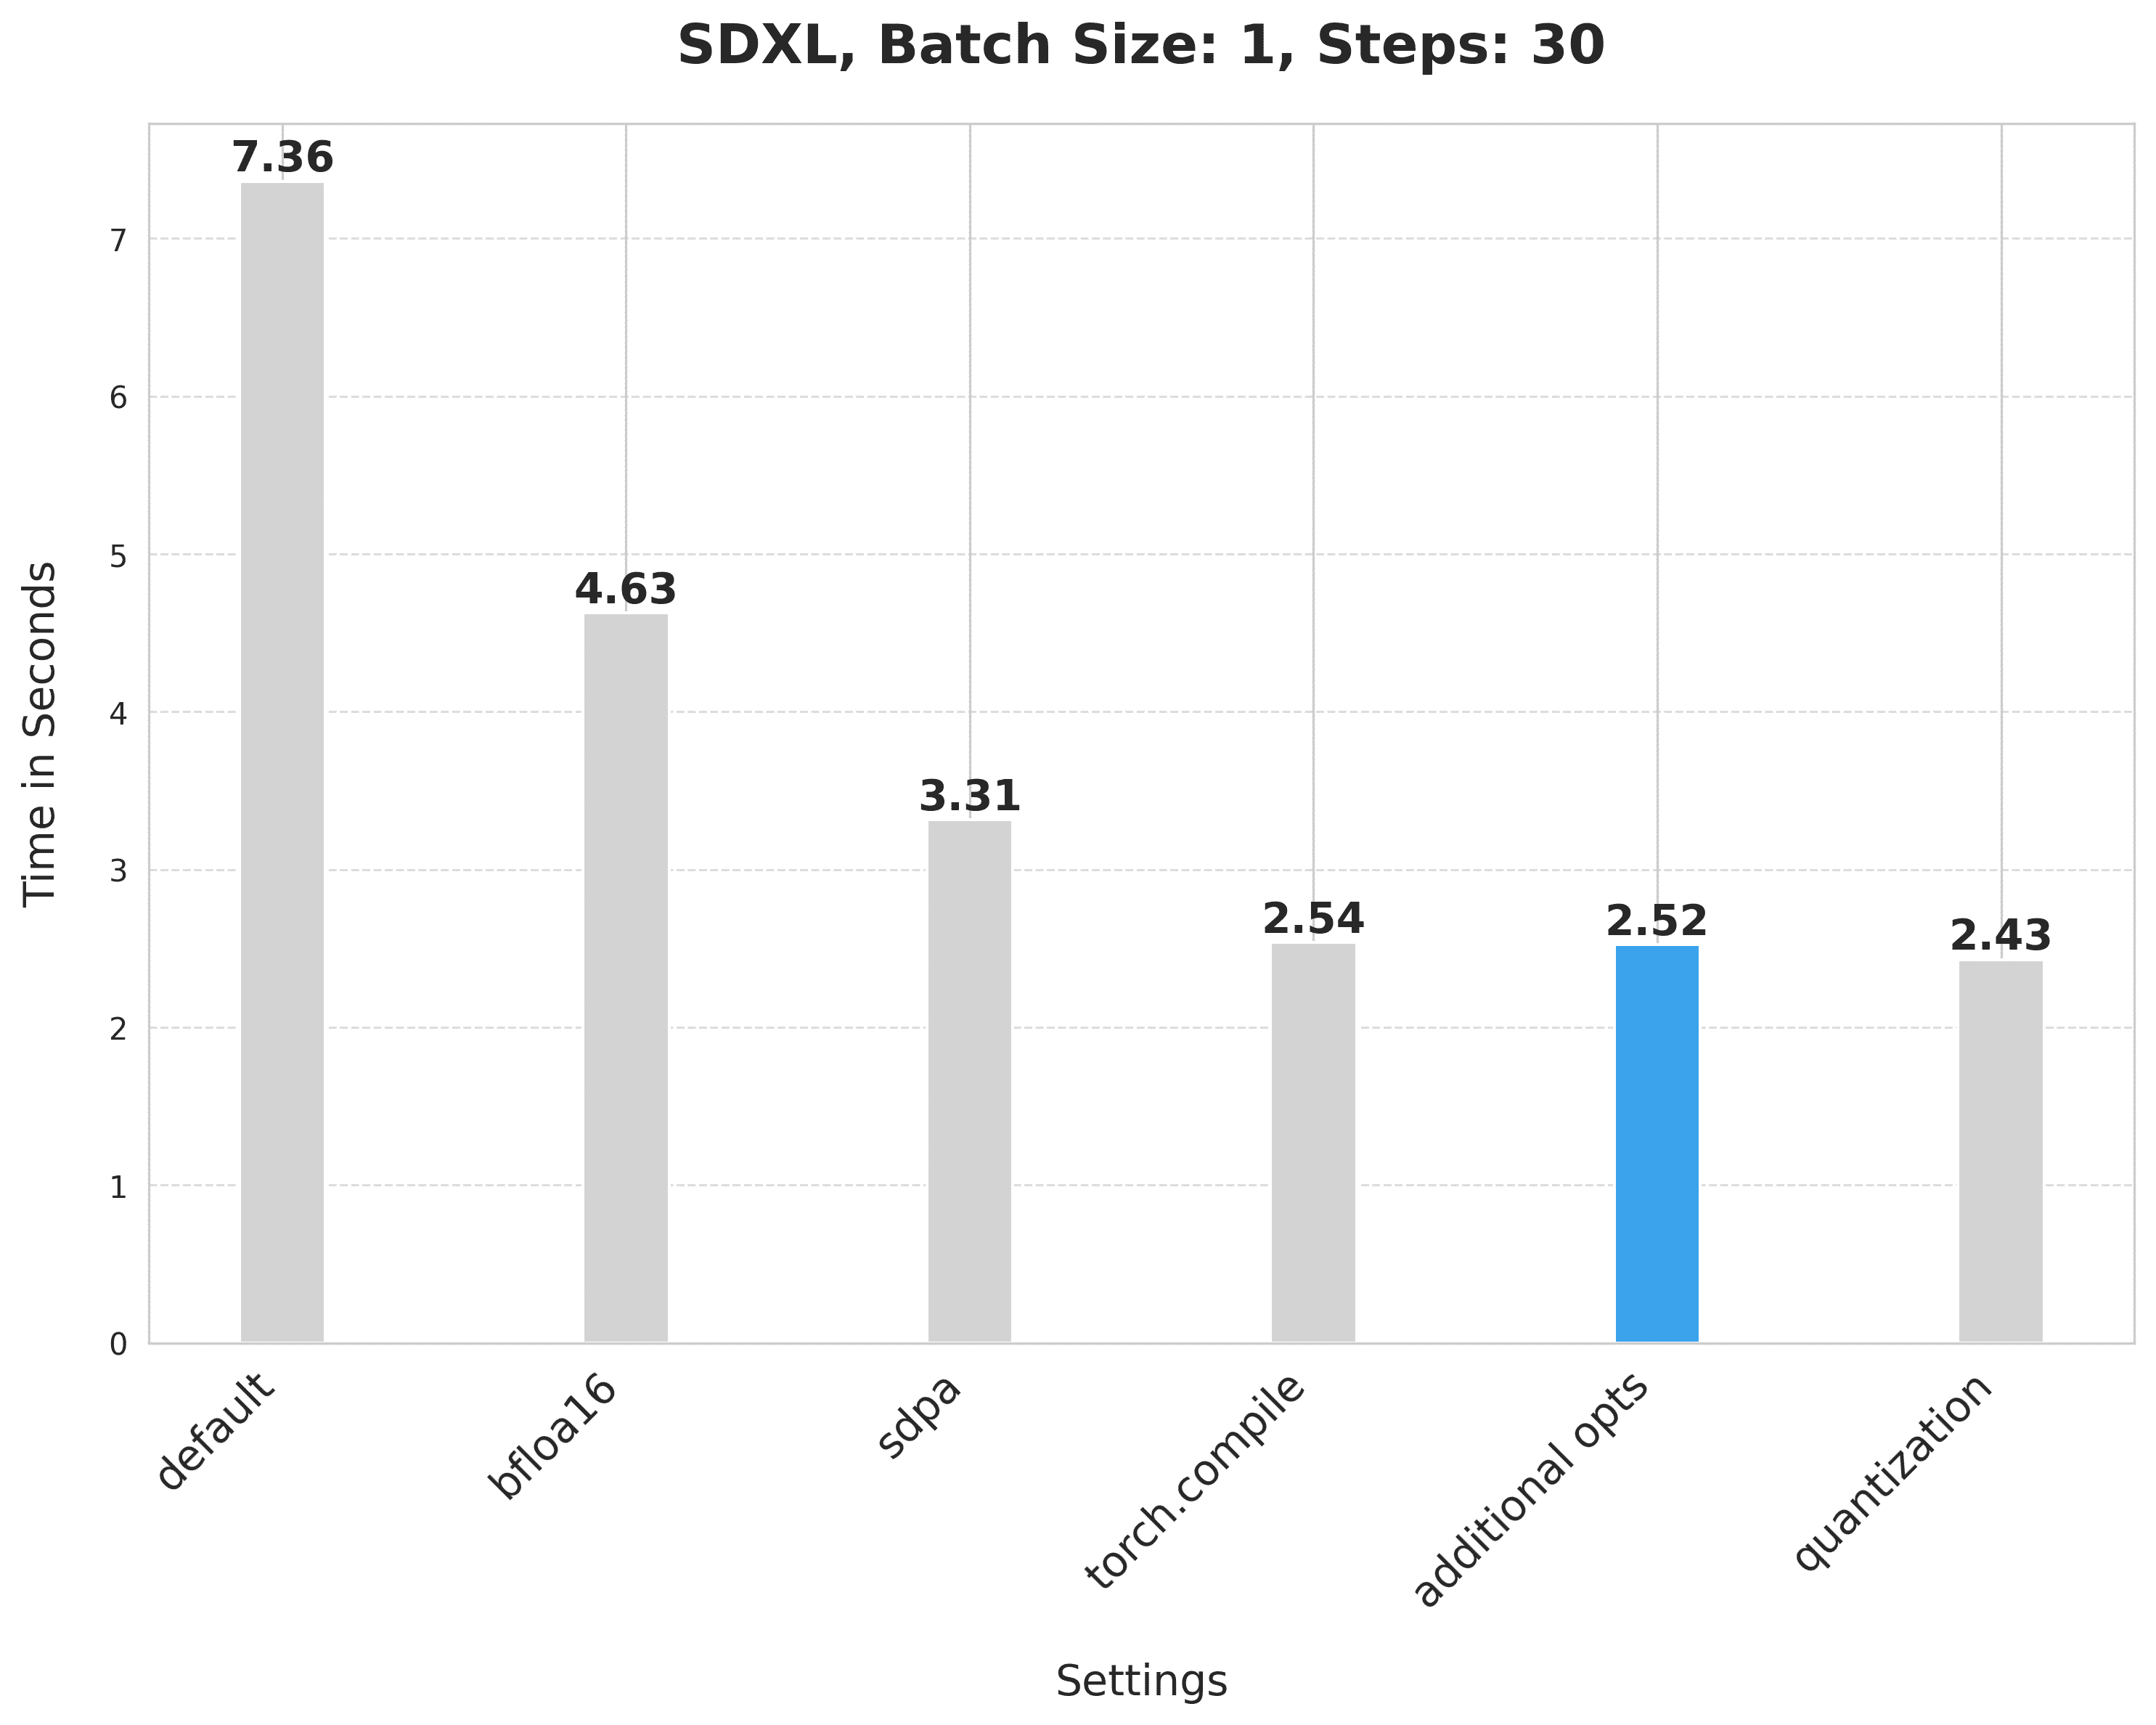 SDXL, Batch Size: 1, Steps: 30
Time in Seconds
7
6
5
4
3
2
1
0
7.36
4.63
3.31
2.54
2.52
2.43
default
bfloa16
sdpa
torch.compile
additional opts
quantization
Settings